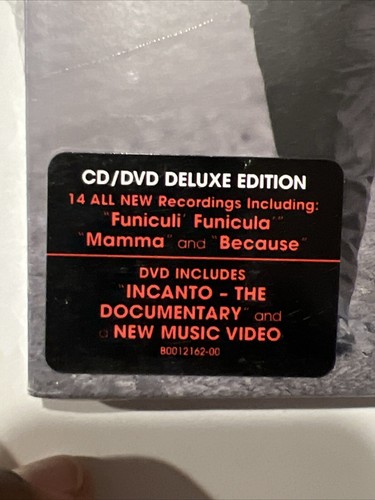 CD/DVD DELUXE EDITION
14 ALL NEW Recordings Including:
"Funiculi' Funicula'"
"Mamma" and "Because"
DVD INCLUDES
"INCANTO - THE
DOCUMENTARY" and
a NEW MUSIC VIDEO
B0012162-00